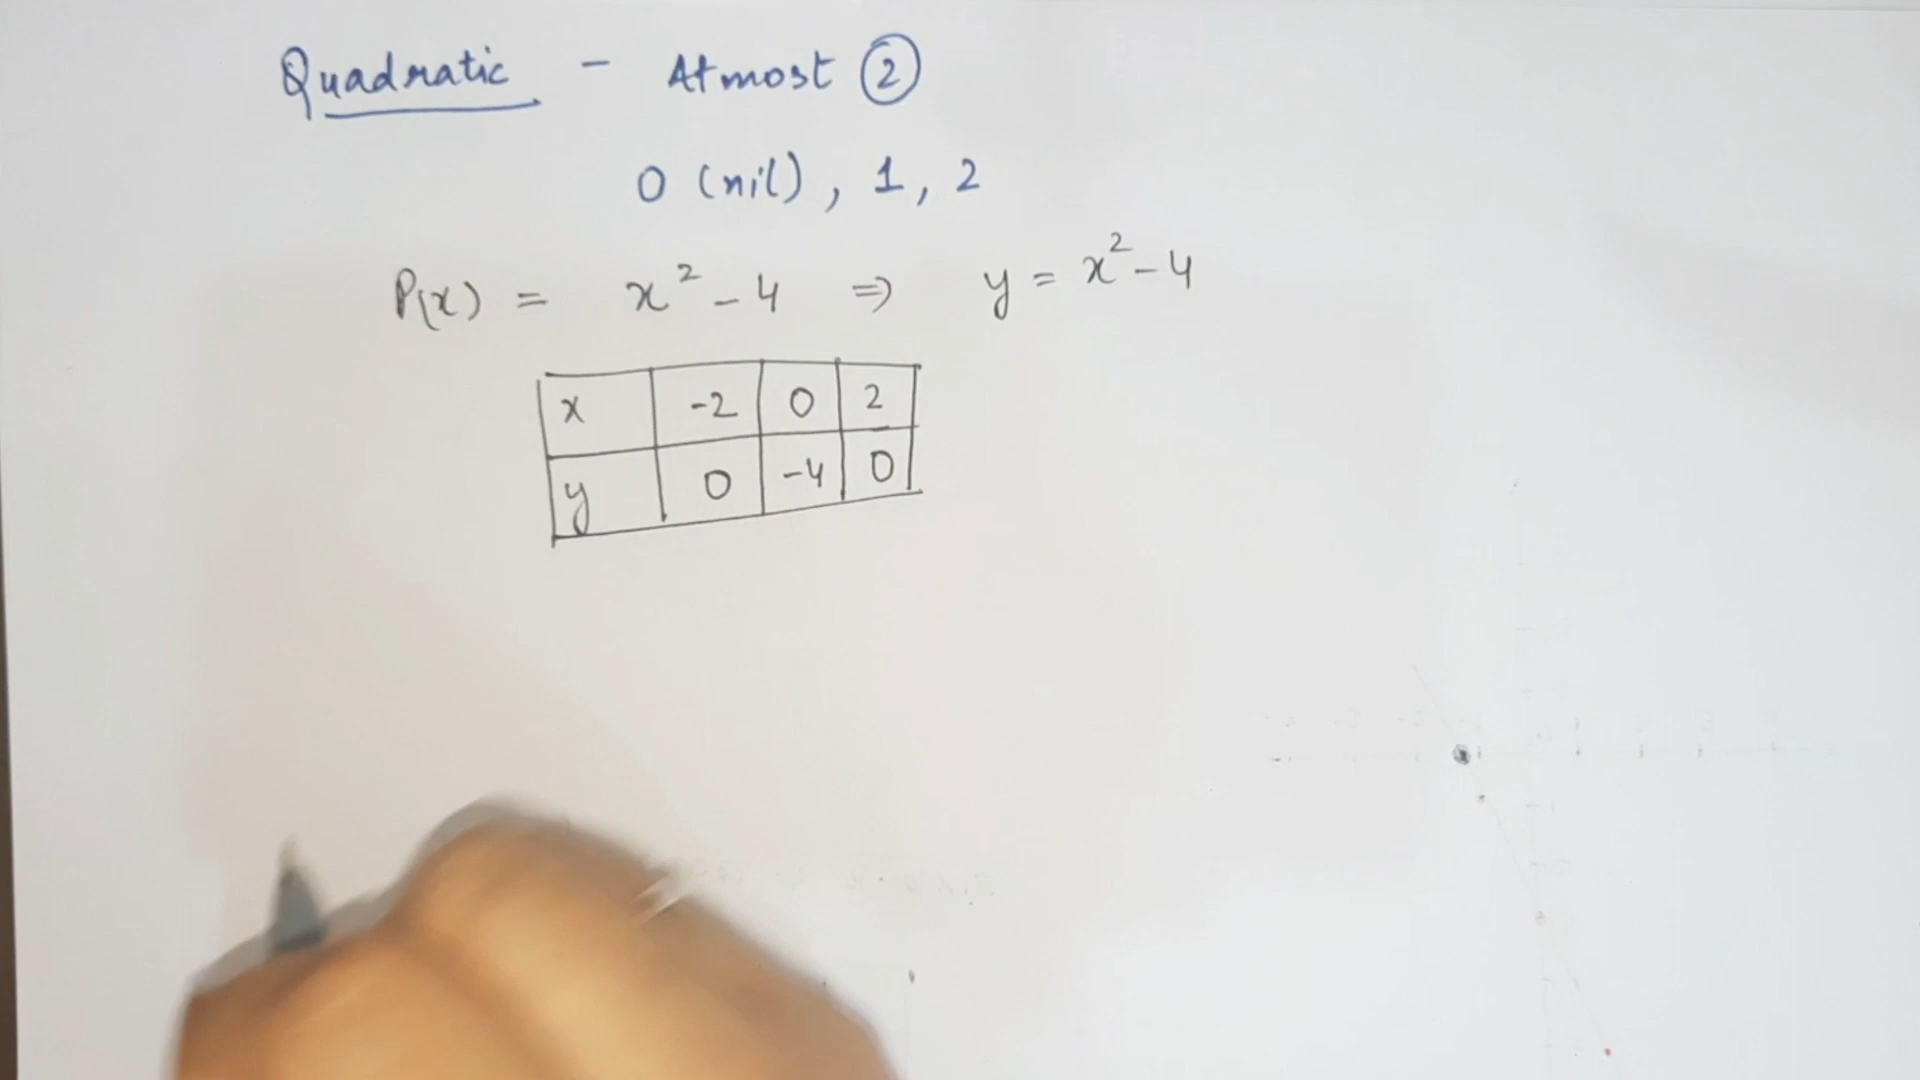 Quadratic - Atmost ②
0 (nil), 1, 2
P(x) = x² - 4 ⇒ y = x² - 4
x -2 0 2
y 0 -4 0